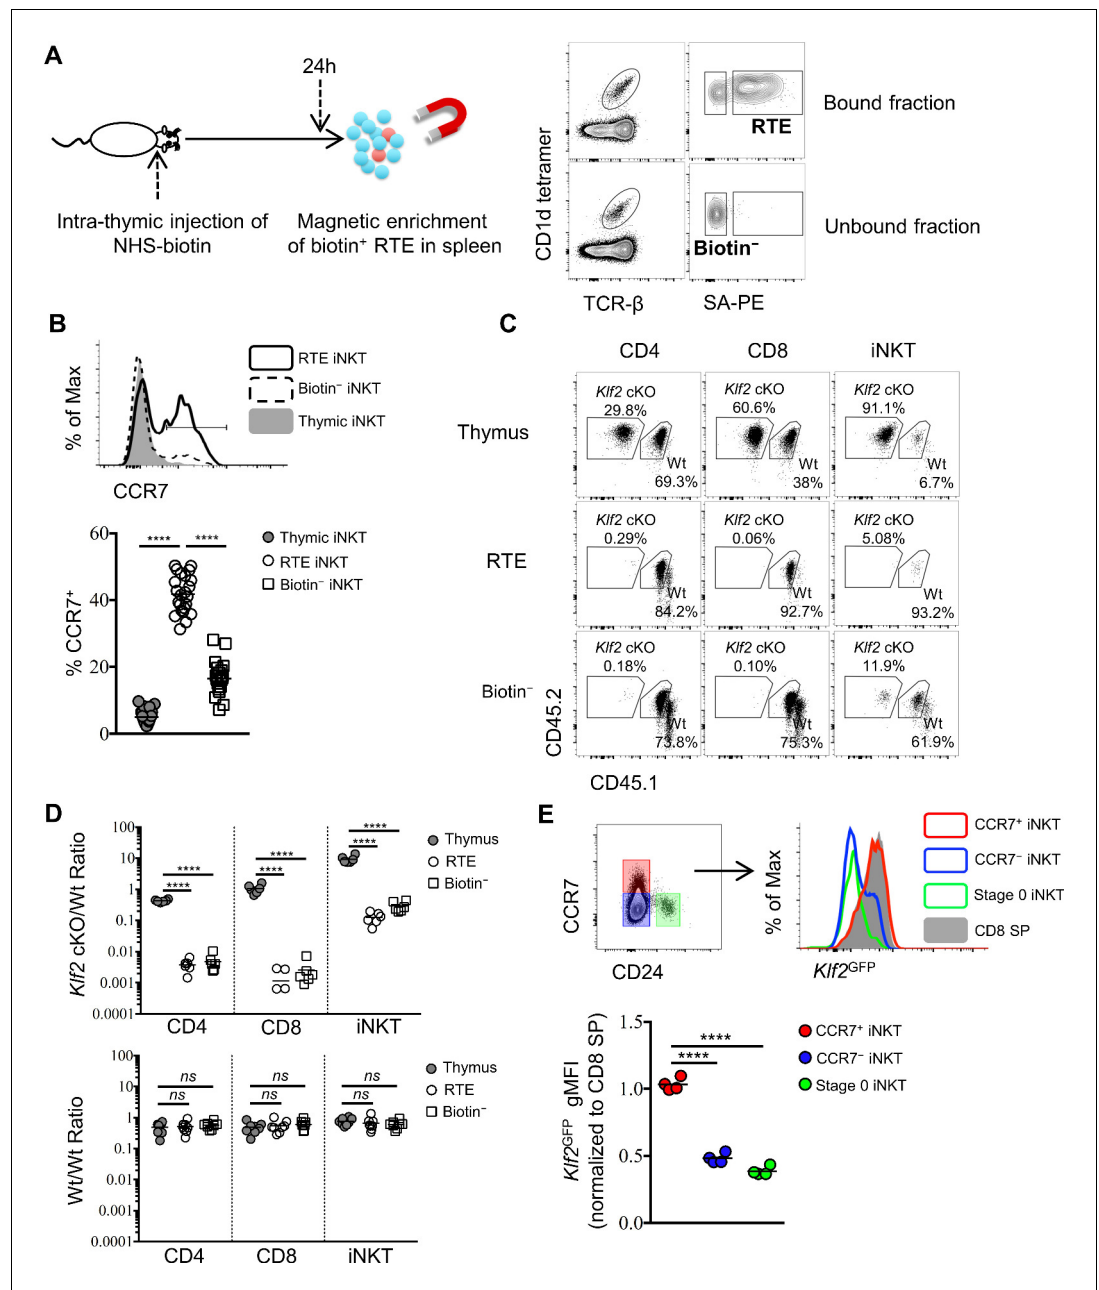 A
24h
Intra-thymic injection of
NHS-biotin
Magnetic enrichment
of biotin⁺ RTE in spleen
CD1d tetramer
RTE
Bound fraction
Biotin⁻
Unbound fraction
TCR-β
SA-PE
B
% of Max
CCR7
RTE iNKT
Biotin⁻ iNKT
Thymic iNKT
% CCR7⁺
60
40
20
0
****
****
Thymic iNKT
RTE iNKT
Biotin⁻ iNKT
C
CD4
CD8
iNKT
Thymus
Klf2 cKO
29.8%
Wt
69.3%
Klf2 cKO
60.6%
Wt
38%
Klf2 cKO
91.1%
Wt
6.7%
RTE
Klf2 cKO
0.29%
Wt
84.2%
Klf2 cKO
0.06%
Wt
92.7%
Klf2 cKO
5.08%
Wt
93.2%
Biotin⁻
Klf2 cKO
0.18%
Wt
73.8%
Klf2 cKO
0.10%
Wt
75.3%
Klf2 cKO
11.9%
Wt
61.9%
CD45.2
CD45.1
D
Klf2 cKO/Wt Ratio
100
10
1
0.1
0.01
0.001
0.0001
****
****
****
****
****
****
Thymus
RTE
Biotin⁻
CD4
CD8
iNKT
Wt/Wt Ratio
100
10
1
0.1
0.01
0.001
0.0001
ns
ns
ns
ns
ns
ns
Thymus
RTE
Biotin⁻
CD4
CD8
iNKT
E
CCR7
CD24
% of Max
Klf2ᴳᶠᴾ
CCR7⁺ iNKT
CCR7⁻ iNKT
Stage 0 iNKT
CD8 SP
Klf2ᴳᶠᴾ gMFI
(normalized to CD8 SP)
1.5
1.0
0.5
0.0
****
****
CCR7⁺ iNKT
CCR7⁻ iNKT
Stage 0 iNKT